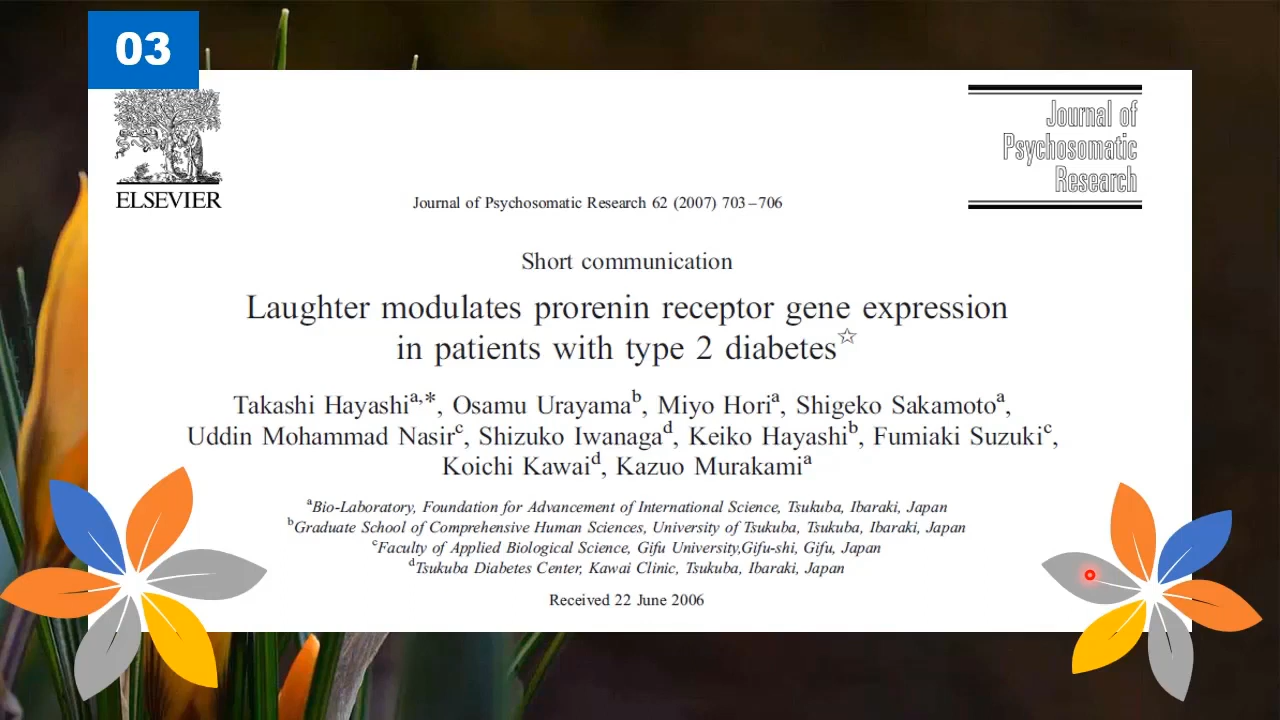 03
ELSEVIER
Journal of
Psychosomatic
Research
Journal of Psychosomatic Research 62 (2007) 703–706
Short communication
Laughter modulates prorenin receptor gene expression
in patients with type 2 diabetes☆
Takashi Hayashiᵃ,*, Osamu Urayamaᵇ, Miyo Horiᵃ, Shigeko Sakamotoᵃ,
Uddin Mohammad Nasirᶜ, Shizuko Iwanagaᵈ, Keiko Hayashiᵇ, Fumiaki Suzukiᶜ,
Koichi Kawaiᵈ, Kazuo Murakamiᵃ
ᵃBio-Laboratory, Foundation for Advancement of International Science, Tsukuba, Ibaraki, Japan
ᵇGraduate School of Comprehensive Human Sciences, University of Tsukuba, Tsukuba, Ibaraki, Japan
ᶜFaculty of Applied Biological Science, Gifu University,Gifu-shi, Gifu, Japan
ᵈTsukuba Diabetes Center, Kawai Clinic, Tsukuba, Ibaraki, Japan
Received 22 June 2006